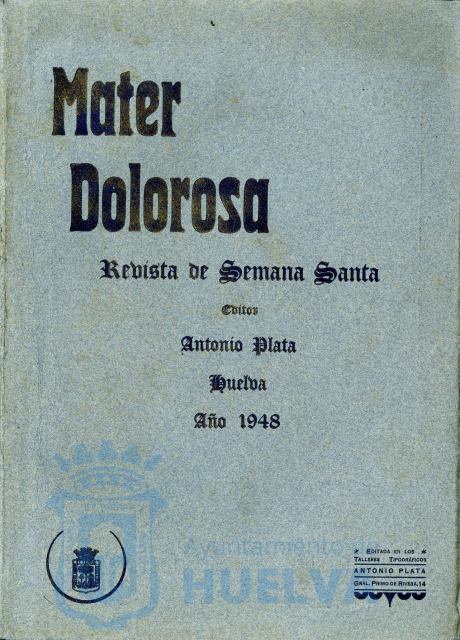 Mater
Dolorosa
Revista de Semana Santa
Editor
Antonio Plata
Huelva
Año 1948
Ayuntamiento
HUELVA
★ Editada en los ★
Talleres Tipográficos
ANTONIO PLATA
Gral. Primo de Rivera, 14